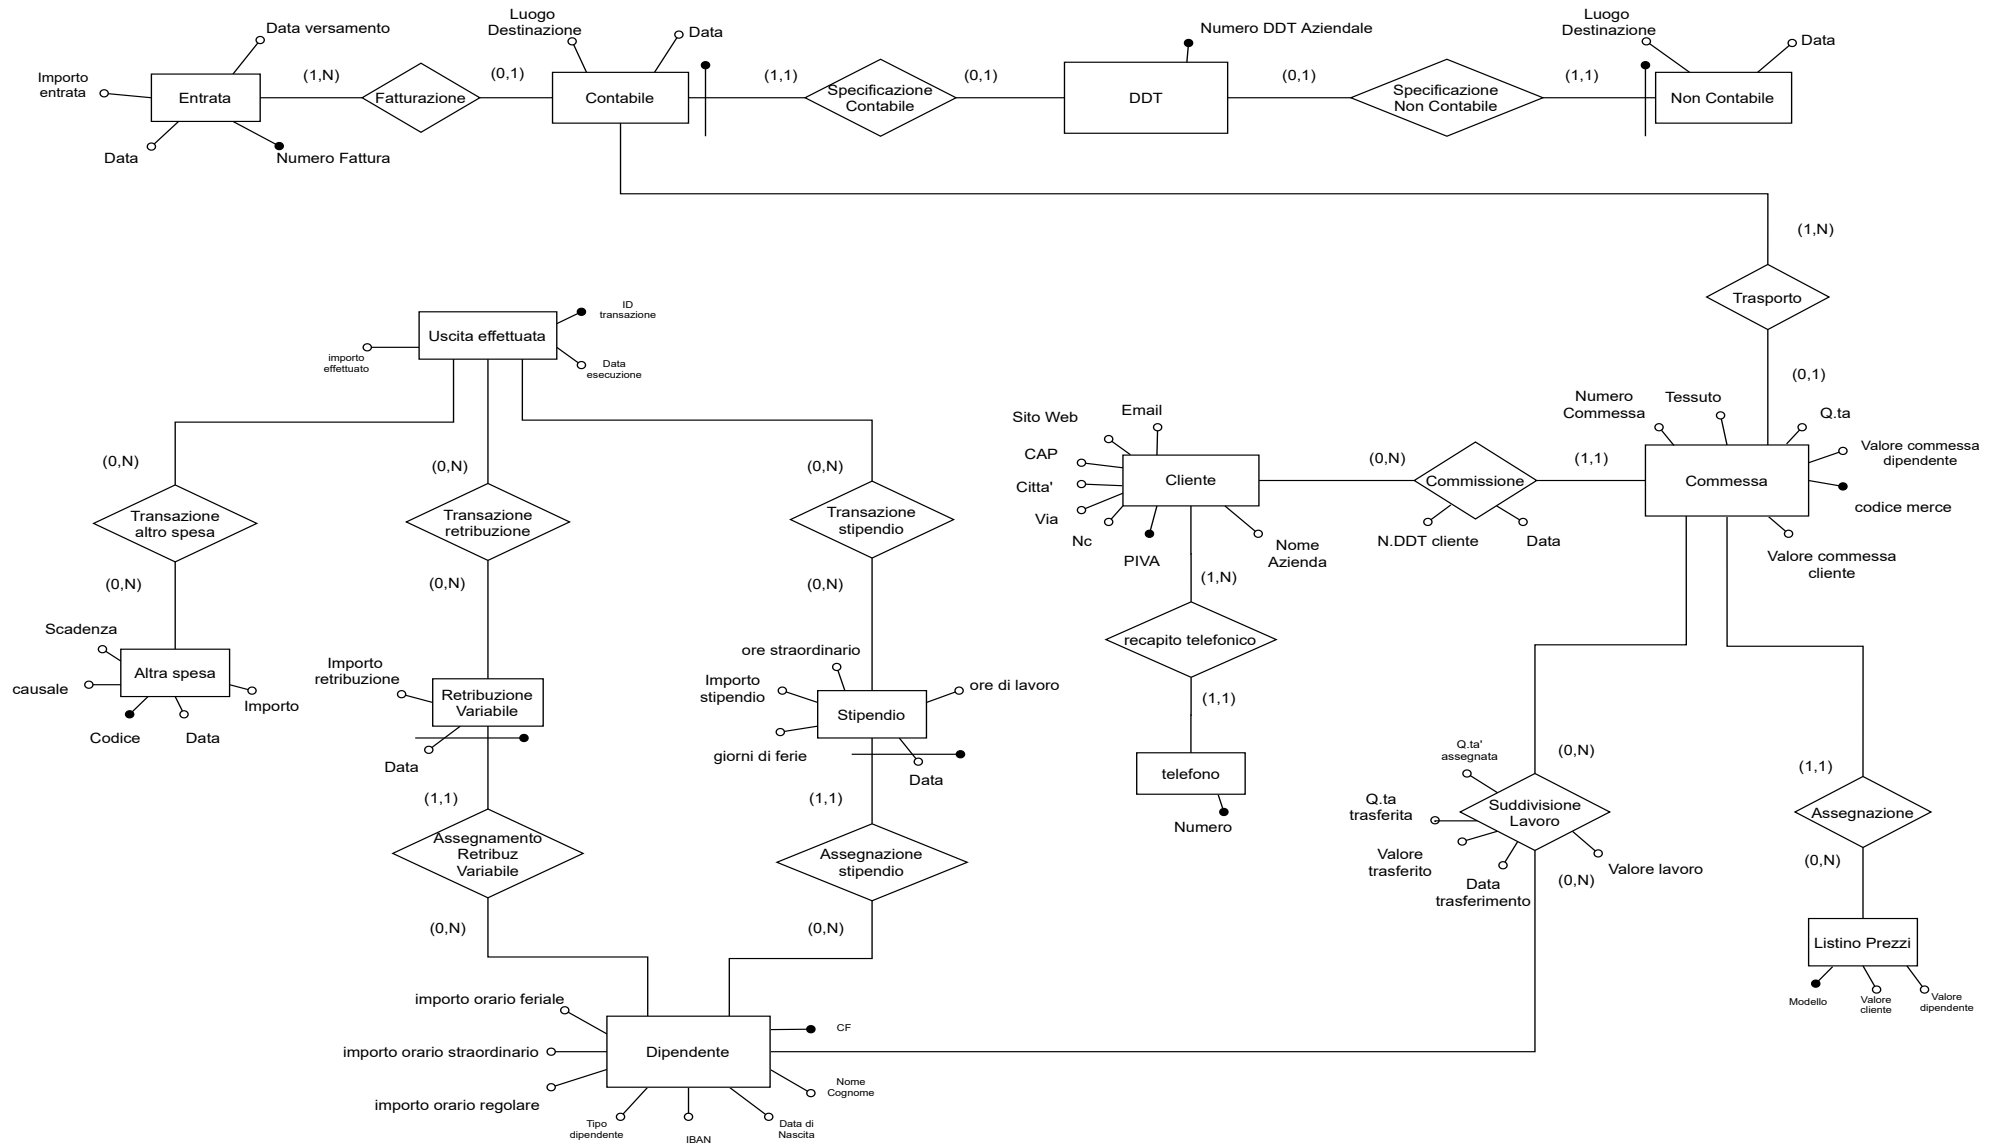 Data versamento
Importo
entrata
Entrata
Data
Numero Fattura
(1,N)
Fatturazione
(0,1)
Luogo
Destinazione
Data
Contabile
(1,1)
Specificazione
Contabile
(0,1)
Numero DDT Aziendale
DDT
(0,1)
Specificazione
Non Contabile
(1,1)
Luogo
Destinazione
Data
Non Contabile
(1,N)
Trasporto
(0,1)
ID
transazione
Uscita effettuata
importo
effettuato
Data
esecuzione
(0,N)
(0,N)
(0,N)
Transazione
altro spesa
Transazione
retribuzione
Transazione
stipendio
(0,N)
(0,N)
(0,N)
Scadenza
causale
Altra spesa
Importo
Codice
Data
Importo
retribuzione
Retribuzione
Variabile
Data
(1,1)
Assegnamento
Retribuz
Variabile
(0,N)
ore straordinario
Importo
stipendio
ore di lavoro
Stipendio
giorni di ferie
Data
(1,1)
Assegnazione
stipendio
(0,N)
Sito Web
Email
CAP
Citta'
Via
Nc
Cliente
PIVA
Nome
Azienda
(1,N)
recapito telefonico
(1,1)
telefono
Numero
(0,N)
Commissione
(1,1)
N.DDT cliente
Data
Numero
Commessa
Tessuto
Q.ta
Valore commessa
dipendente
Commessa
codice merce
Valore commessa
cliente
(0,N)
Q.ta'
assegnata
Q.ta
trasferita
Suddivisione
Lavoro
Valore
trasferito
Data
trasferimento
Valore lavoro
(0,N)
(1,1)
Assegnazione
(0,N)
Listino Prezzi
Modello
Valore
cliente
Valore
dipendente
importo orario feriale
importo orario straordinario
importo orario regolare
Dipendente
CF
Nome
Cognome
Tipo
dipendente
IBAN
Data di
Nascita